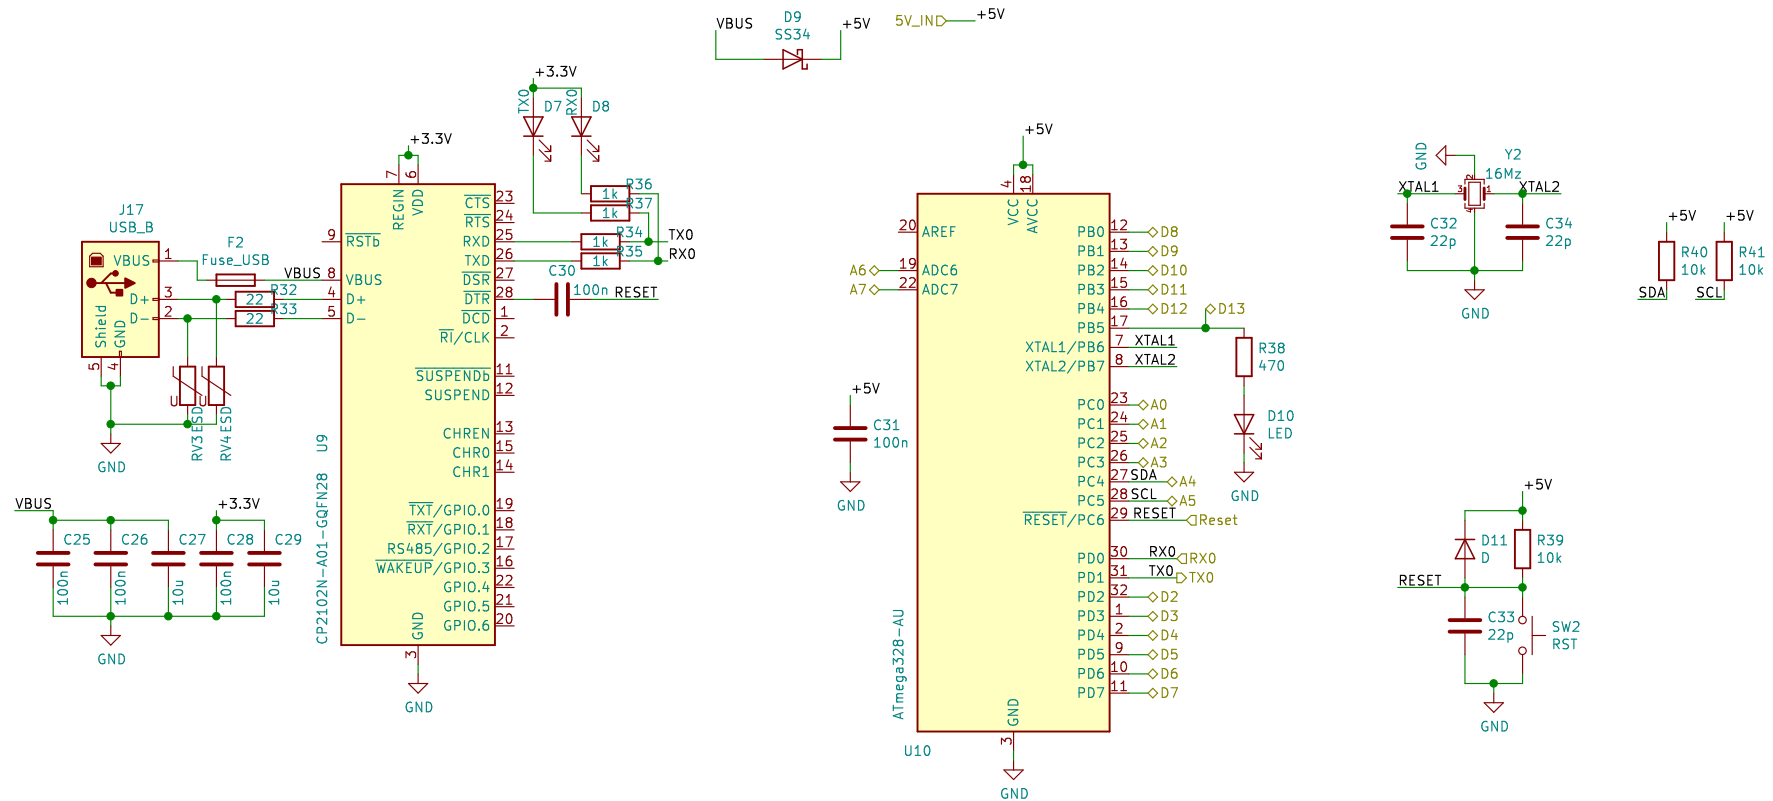 VBUS
D9
SS34
+5V
5V_IN
+5V
J17
USB_B
VBUS
D+
D-
Shield
GND
1
3
2
5
4
F2
Fuse_USB
VBUS
R32
22
R33
22
U
RV3
ESD
U
RV4
ESD
GND
VBUS
+3.3V
C25
100n
C26
100n
C27
10u
C28
100n
C29
10u
GND
+3.3V
7
6
REGIN
VDD
9
RSTb
8
VBUS
4
D+
5
D-
CTS
23
RTS
24
RXD
25
TXD
26
DSR
27
DTR
28
DCD
1
RI/CLK
2
SUSPENDb
11
SUSPEND
12
CHREN
13
CHR0
15
CHR1
14
TXT/GPIO.0
19
RXT/GPIO.1
18
RS485/GPIO.2
17
WAKEUP/GPIO.3
16
GPIO.4
22
GPIO.5
21
GPIO.6
20
GND
3
GND
U9
CP2102N-A01-GQFN28
+3.3V
TX0
D7
RX0
D8
R36
1k
R37
1k
R34
1k
R35
1k
TX0
RX0
C30
100n
RESET
+5V
C31
100n
GND
+5V
4
18
VCC
AVCC
20
AREF
A6
19
ADC6
A7
22
ADC7
PB0
12
D8
PB1
13
D9
PB2
14
D10
PB3
15
D11
PB4
16
D12
PB5
17
D13
XTAL1/PB6
7
XTAL1
XTAL2/PB7
8
XTAL2
PC0
23
A0
PC1
24
A1
PC2
25
A2
PC3
26
A3
PC4
27
SDA
A4
PC5
28
SCL
A5
RESET/PC6
29
RESET
Reset
PD0
30
RX0
RX0
PD1
31
TX0
TX0
PD2
32
D2
PD3
1
D3
PD4
2
D4
PD5
9
D5
PD6
10
D6
PD7
11
D7
GND
3
GND
ATmega328-AU
U10
R38
470
D10
LED
GND
GND
Y2
16Mz
XTAL1
3
2
1
4
XTAL2
C32
22p
C34
22p
GND
+5V
R40
10k
SDA
+5V
R41
10k
SCL
+5V
D11
D
R39
10k
RESET
C33
22p
SW2
RST
GND